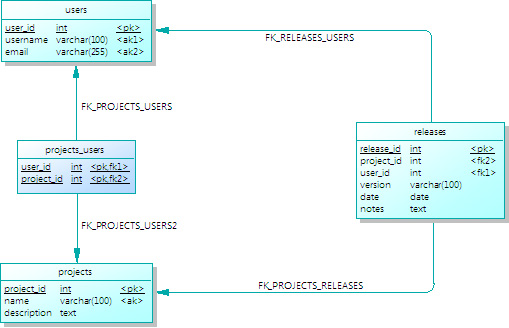 users
user_id int <pk>
username varchar(100) <ak1>
email varchar(255) <ak2>
FK_RELEASES_USERS
FK_PROJECTS_USERS
releases
release_id int <pk>
project_id int <fk2>
user_id int <fk1>
version varchar(100)
date date
notes text
projects_users
user_id int <pk,fk1>
project_id int <pk,fk2>
FK_PROJECTS_USERS2
projects
project_id int <pk>
name varchar(100) <ak>
description text
FK_PROJECTS_RELEASES